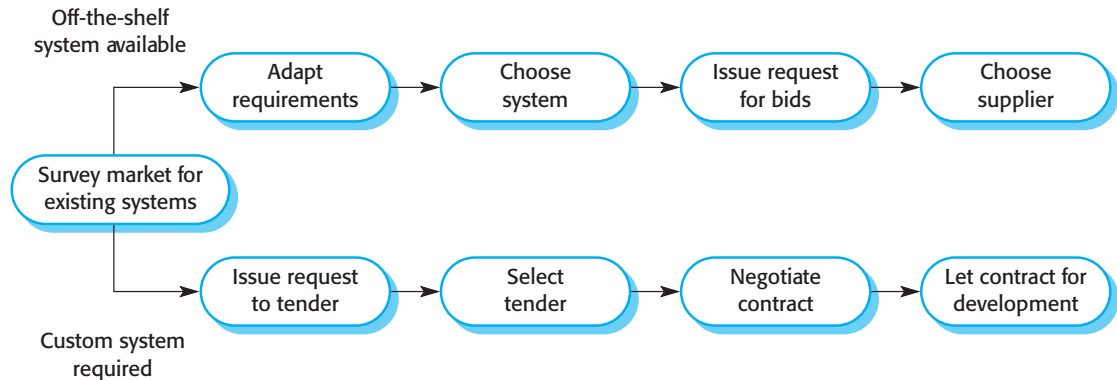 Off-the-shelf
system available
Adapt
requirements
Choose
system
Issue request
for bids
Choose
supplier
Survey market for
existing systems
Issue request
to tender
Select
tender
Negotiate
contract
Let contract for
development
Custom system
required